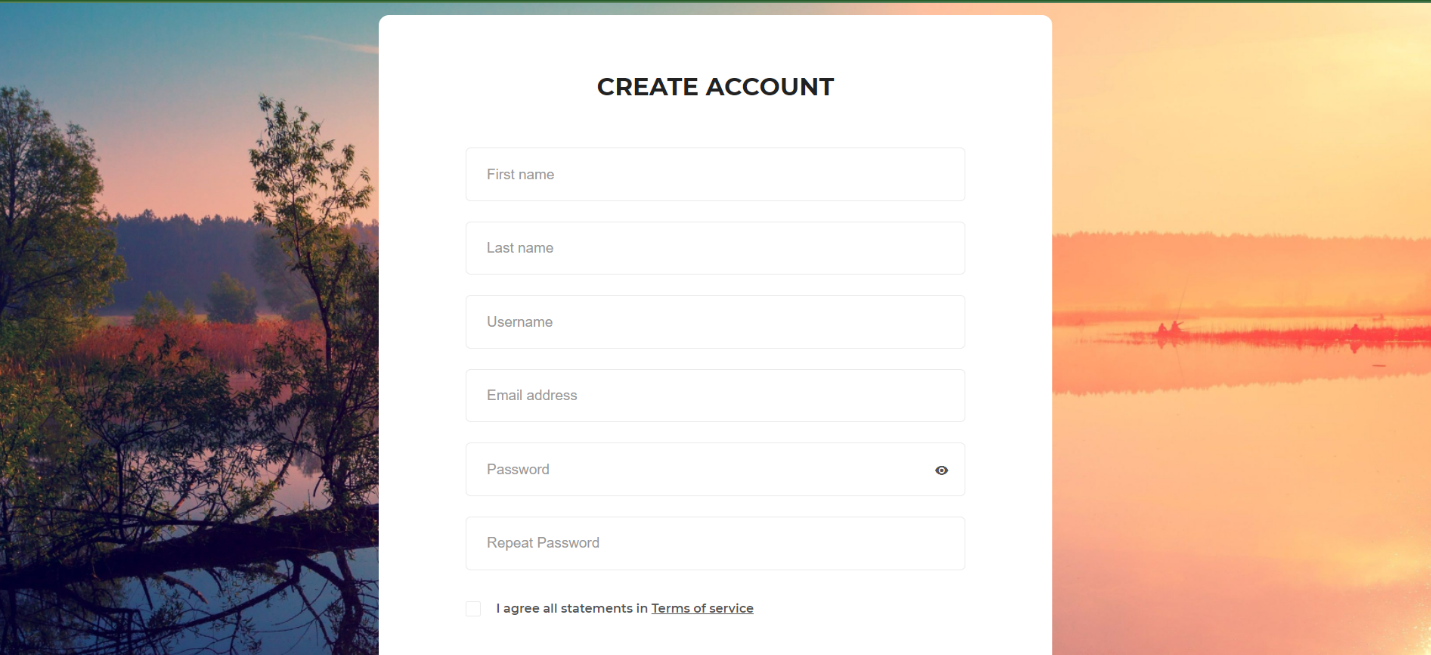 CREATE ACCOUNT
First name
Last name
Username
Email address
Password
Repeat Password
I agree all statements in Terms of service